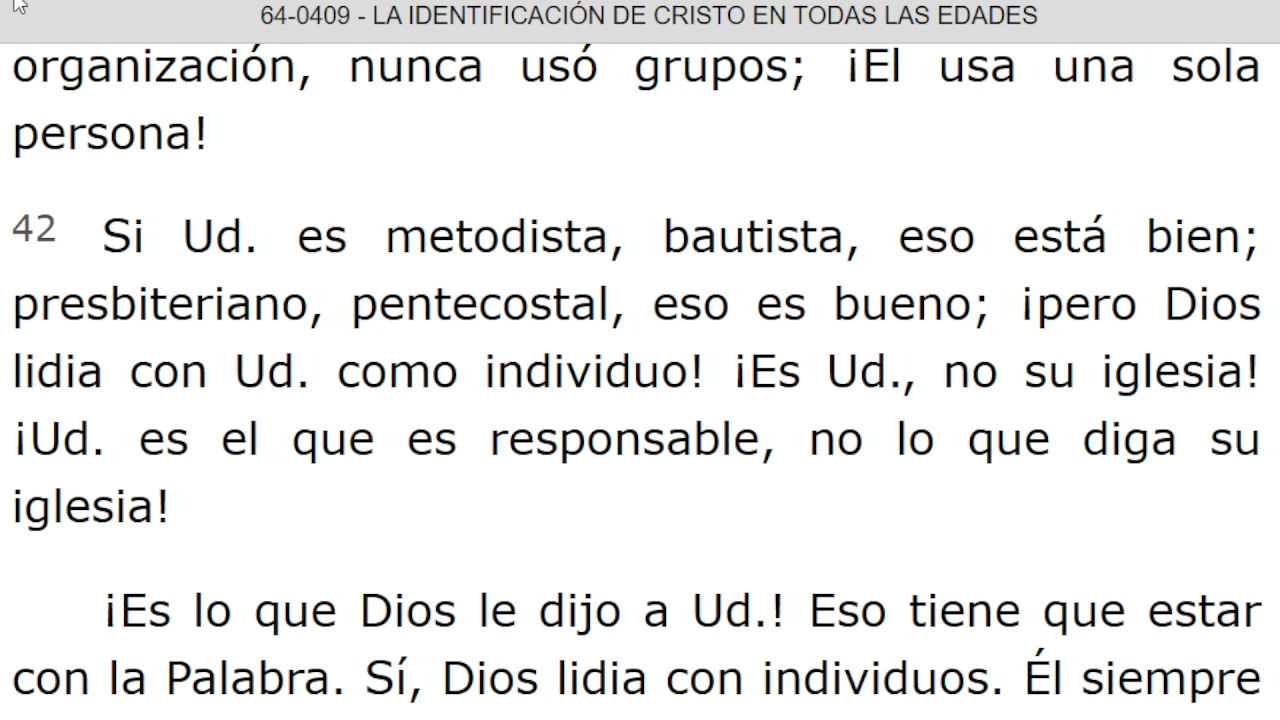 64-0409 - LA IDENTIFICACIÓN DE CRISTO EN TODAS LAS EDADES
organización, nunca usó grupos; ¡El usa una sola
persona!
42 Si Ud. es metodista, bautista, eso está bien;
presbiteriano, pentecostal, eso es bueno; ¡pero Dios
lidia con Ud. como individuo! ¡Es Ud., no su iglesia!
¡Ud. es el que es responsable, no lo que diga su
iglesia!
¡Es lo que Dios le dijo a Ud.! Eso tiene que estar
con la Palabra. Sí, Dios lidia con individuos. Él siempre